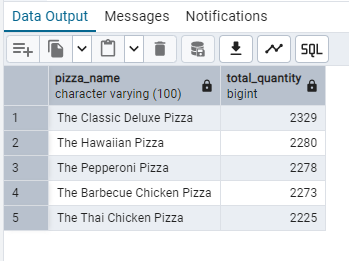 Data Output Messages Notifications
SQL
pizza_name total_quantity
character varying (100) bigint
1 The Classic Deluxe Pizza 2329
2 The Hawaiian Pizza 2280
3 The Pepperoni Pizza 2278
4 The Barbecue Chicken Pizza 2273
5 The Thai Chicken Pizza 2225